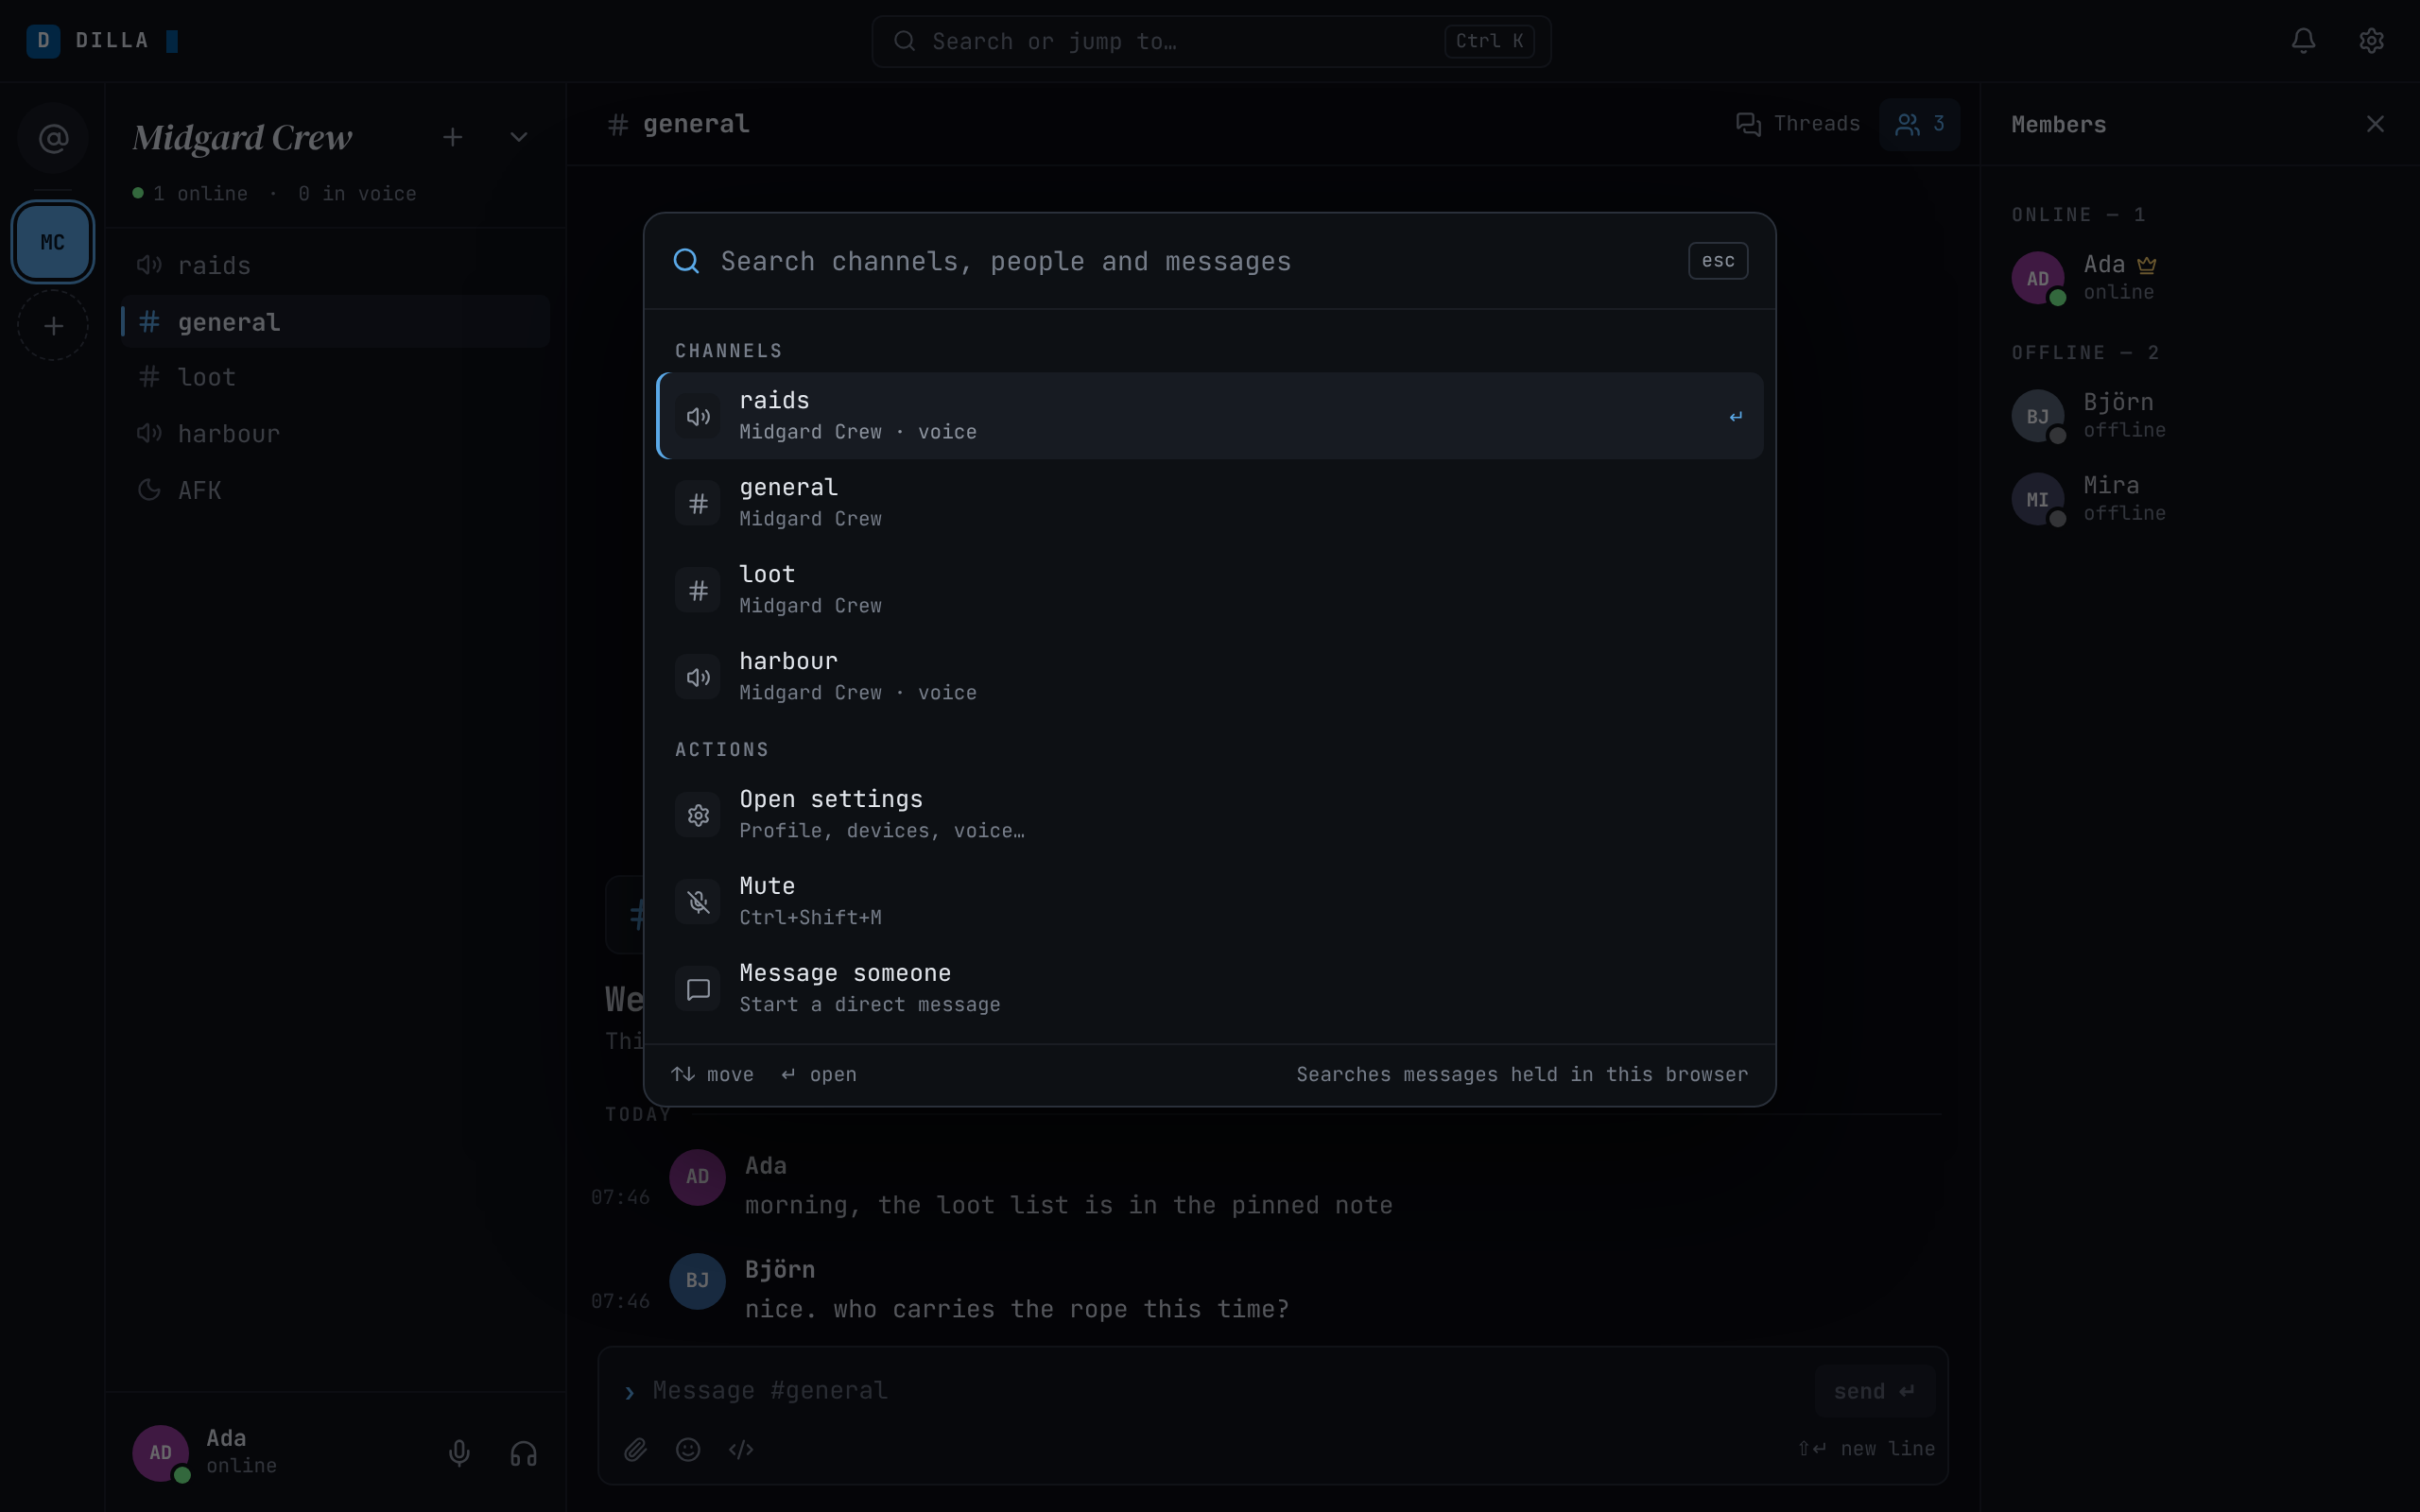 D DILLA
Search or jump to… Ctrl K
Midgard Crew
1 online · 0 in voice
MC
raids
general
loot
harbour
AFK
Ada
AD
online
# general
Threads
3
Search channels, people and messages
esc
CHANNELS
raids
Midgard Crew · voice
general
Midgard Crew
loot
Midgard Crew
harbour
Midgard Crew · voice
ACTIONS
Open settings
Profile, devices, voice…
Mute
Ctrl+Shift+M
Message someone
Start a direct message
↑↓ move ↵ open
Searches messages held in this browser
We
Thi
TODAY
AD
Ada
07:46
morning, the loot list is in the pinned note
BJ
Björn
07:46
nice. who carries the rope this time?
› Message #general
send ↵
⇧↵ new line
Members
ONLINE — 1
AD
Ada
online
OFFLINE — 2
BJ
Björn
offline
MI
Mira
offline